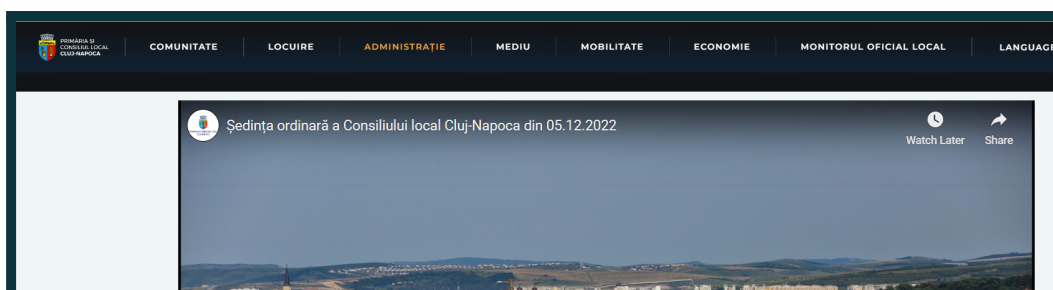 PRIMĂRIA ȘI
CONSILIUL LOCAL
CLUJ-NAPOCA
COMUNITATE
LOCUIRE
ADMINISTRAȚIE
MEDIU
MOBILITATE
ECONOMIE
MONITORUL OFICIAL LOCAL
LANGUAGE
Ședința ordinară a Consiliului local Cluj-Napoca din 05.12.2022
Watch Later
Share